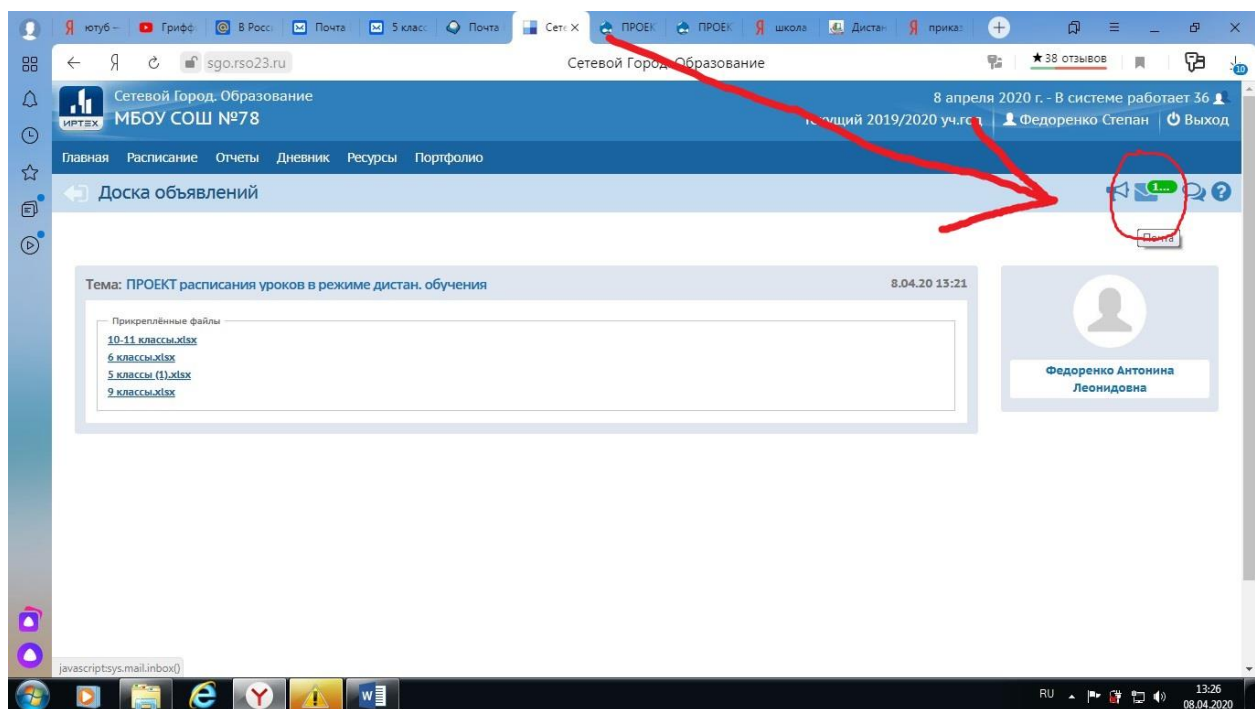 ютуб –
Грифф
В Росс
Почта
5 класс
Почта
Сете
ПРОЕК
ПРОЕК
школа
Дистан
приказ
sgo.rso23.ru
Сетевой Город. Образование
★38 отзывов
10
Сетевой Город. Образование
8 апреля 2020 г. - В системе работает 36
ИРТЕХ
МБОУ СОШ №78
Текущий 2019/2020 уч.год
Федоренко Степан
Выход
Главная Расписание Отчеты Дневник Ресурсы Портфолио
Доска объявлений
1...
Почта
Тема: ПРОЕКТ расписания уроков в режиме дистан. обучения
8.04.20 13:21
Прикреплённые файлы
10-11 классы.xlsx
6 классы.xlsx
5 классы (1).xlsx
9 классы.xlsx
Федоренко Антонина
Леонидовна
javascript:sys.mail.inbox()
RU
13:26
08.04.2020